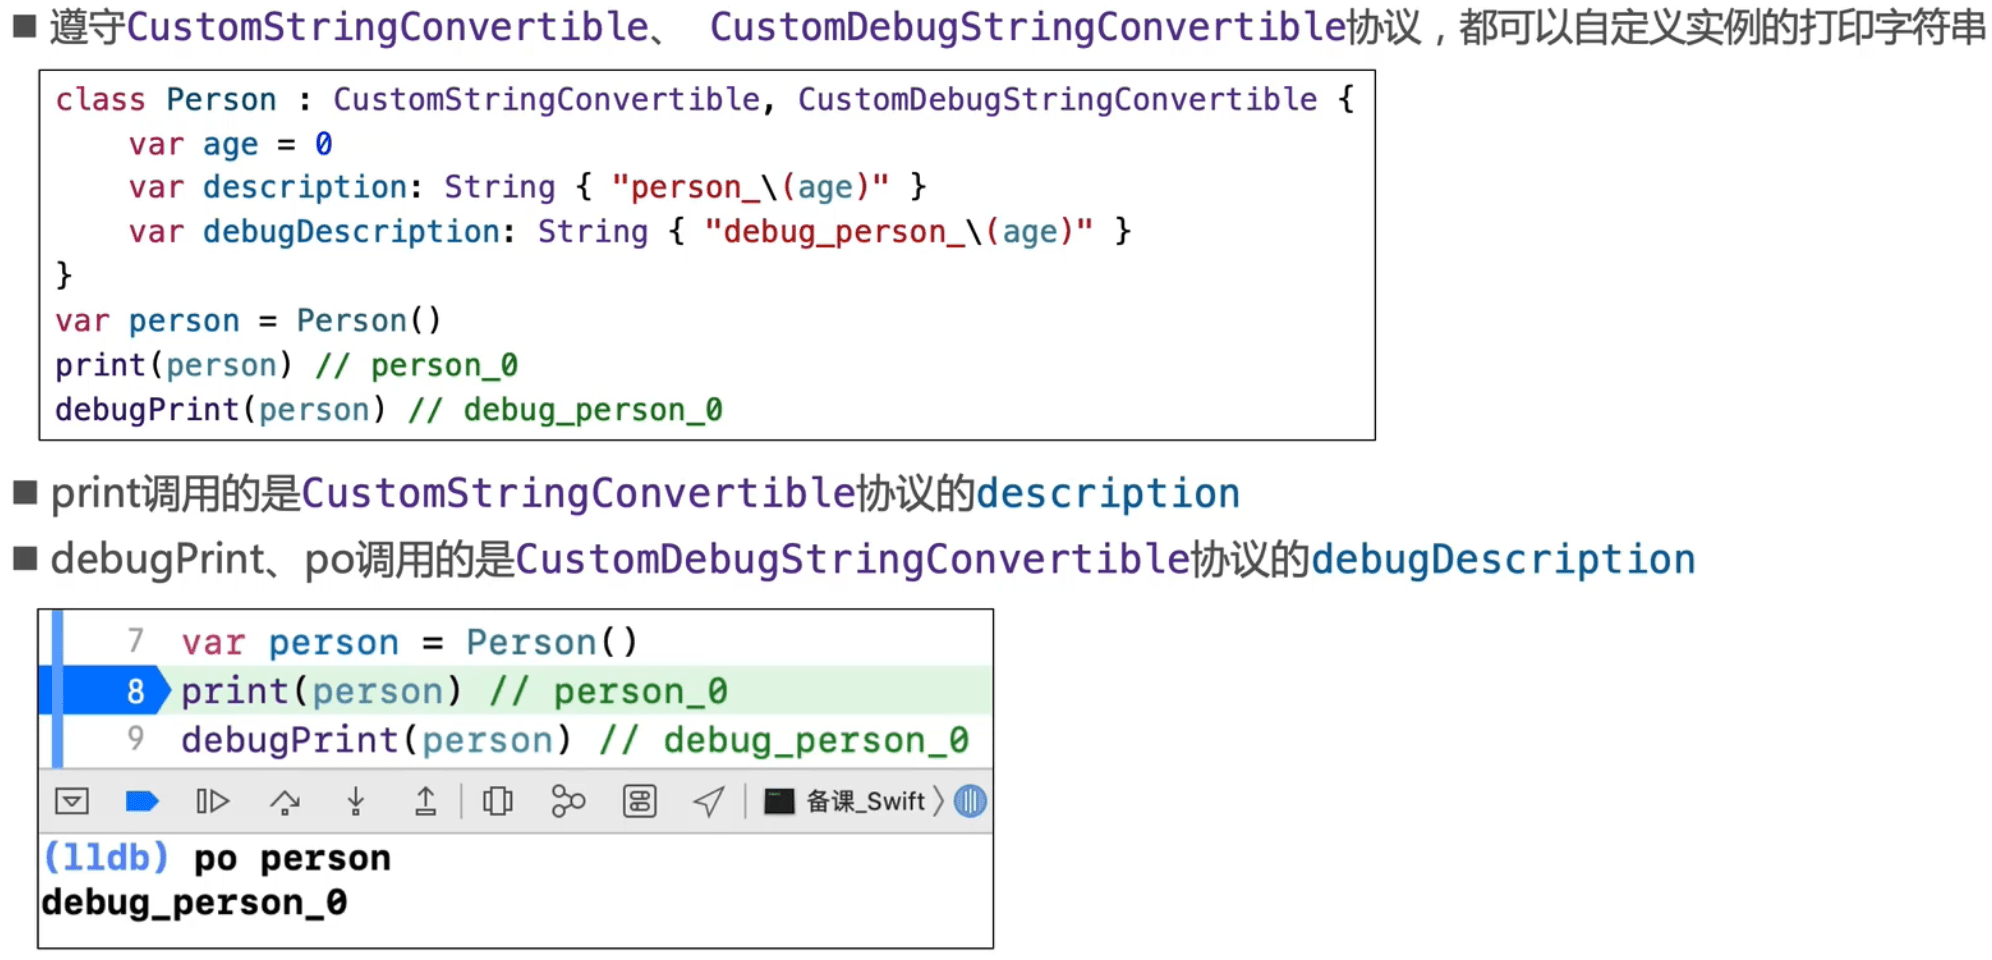 ■ 遵守CustomStringConvertible、 CustomDebugStringConvertible协议，都可以自定义实例的打印字符串
class Person : CustomStringConvertible, CustomDebugStringConvertible {
    var age = 0
    var description: String { "person_\(age)" }
    var debugDescription: String { "debug_person_\(age)" }
}
var person = Person()
print(person) // person_0
debugPrint(person) // debug_person_0
■ print调用的是CustomStringConvertible协议的description
■ debugPrint、po调用的是CustomDebugStringConvertible协议的debugDescription
7 var person = Person()
8 print(person) // person_0
9 debugPrint(person) // debug_person_0
备课_Swift
(lldb) po person
debug_person_0